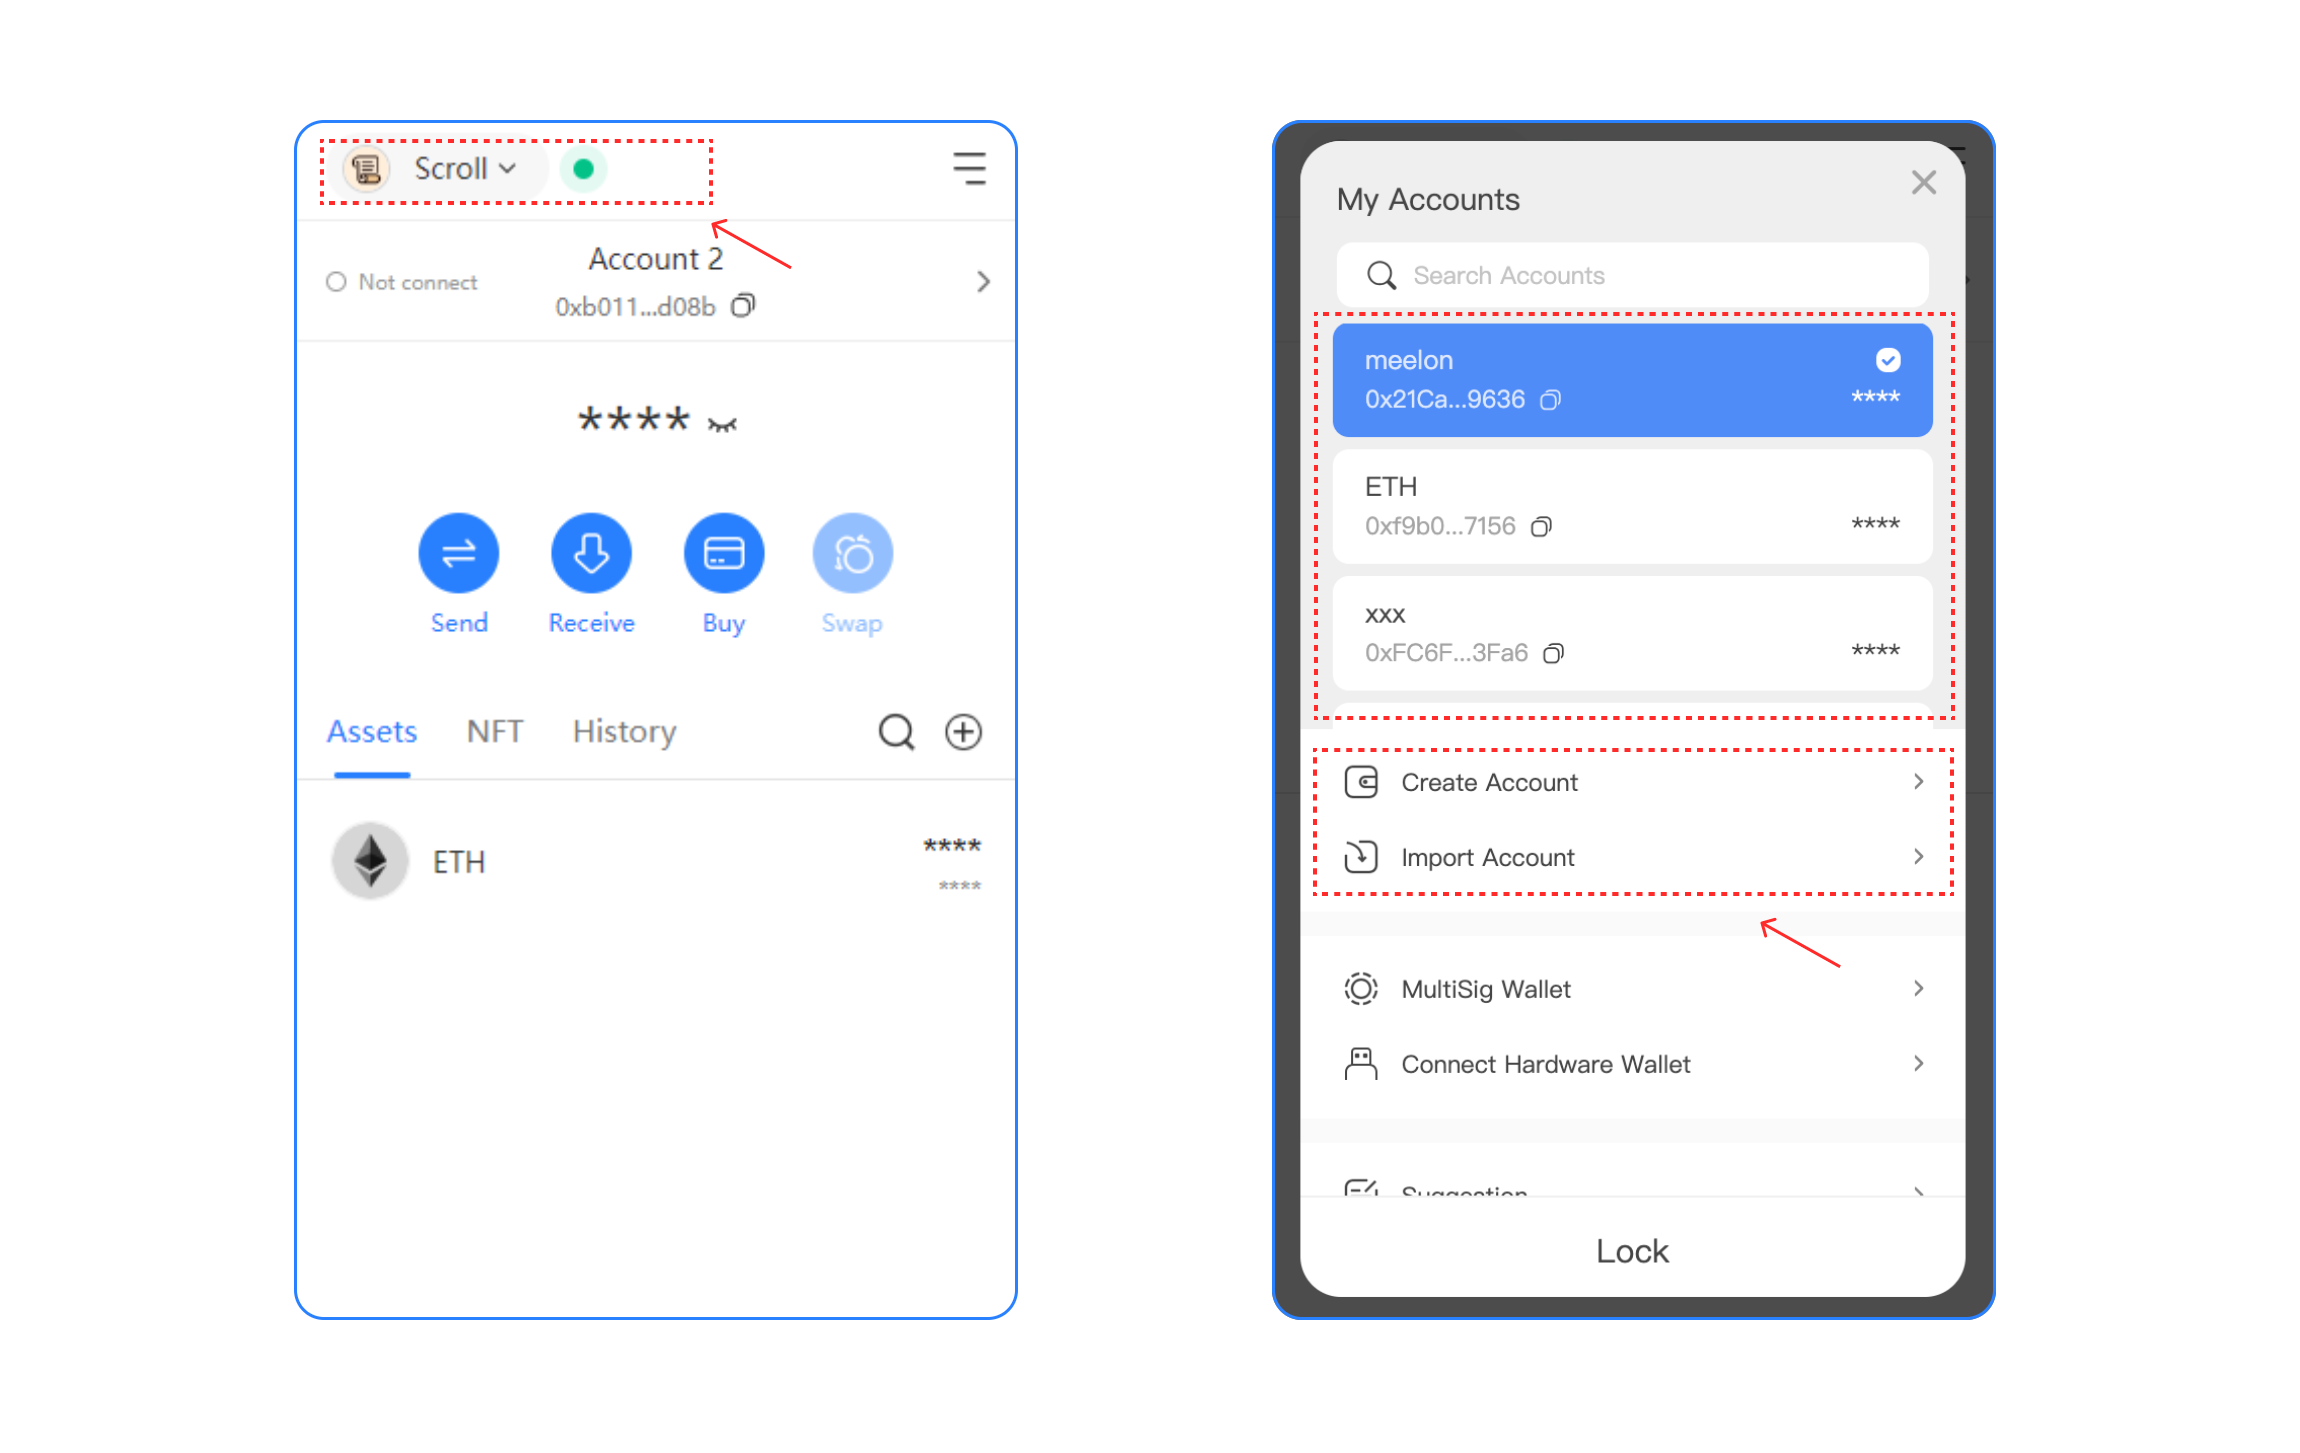 Scroll
Account 2
Not connect
0xb011...d08b
****
Send
Receive
Buy
Swap
Assets
NFT
History
ETH
****
****
My Accounts
Search Accounts
meelon
0x21Ca...9636
****
ETH
0xf9b0...7156
****
xxx
0xFC6F...3Fa6
****
Create Account
Import Account
MultiSig Wallet
Connect Hardware Wallet
Suggestion
Lock